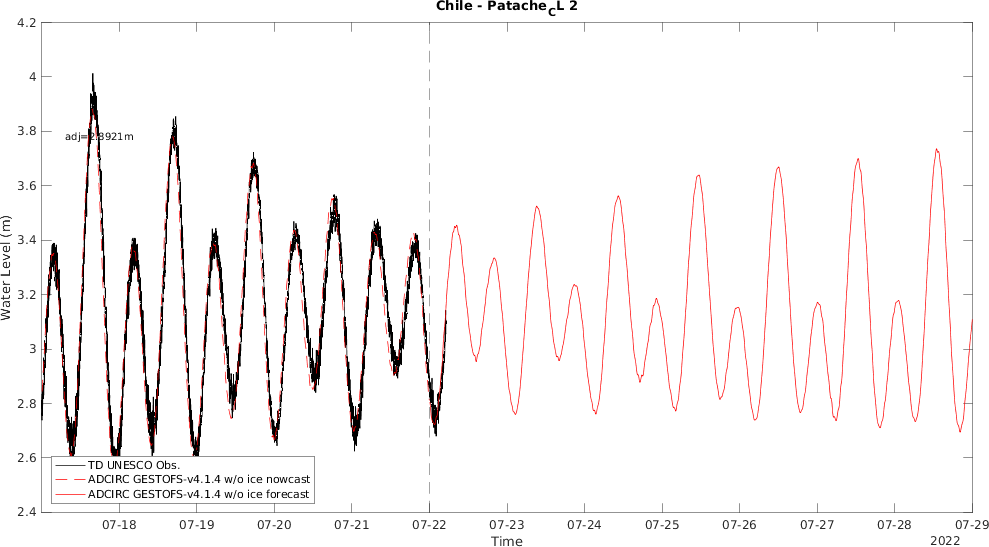 Chile - Patache_CL 2
Water Level (m)
4.2
4
3.8
3.6
3.4
3.2
3
2.8
2.6
2.4
adj=2.8921m
TD UNESCO Obs.
ADCIRC GESTOFS-v4.1.4 w/o ice nowcast
ADCIRC GESTOFS-v4.1.4 w/o ice forecast
07-18 07-19 07-20 07-21 07-22 07-23 07-24 07-25 07-26 07-27 07-28 07-29
Time
2022